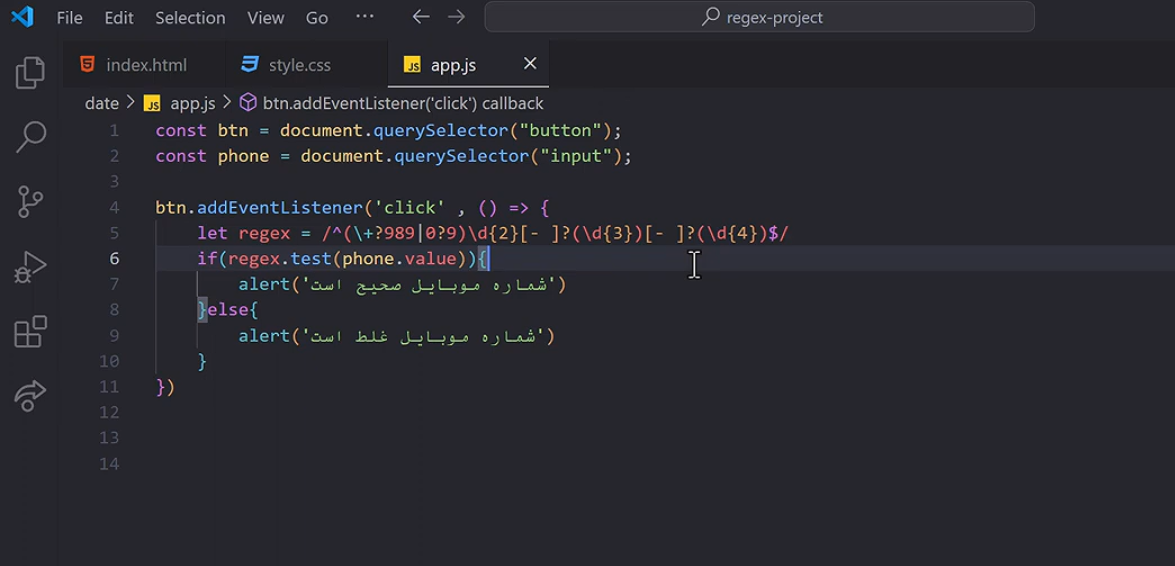 File Edit Selection View Go ··· ← → regex-project
index.html style.css JS app.js ×
date > JS app.js > btn.addEventListener('click') callback
1 const btn = document.querySelector("button");
2 const phone = document.querySelector("input");
3
4 btn.addEventListener('click' , () => {
5 let regex = /^(\+?989|0?9)\d{2}[- ]?(\d{3})[- ]?(\d{4})$/
6 if(regex.test(phone.value)){
7 alert('شماره موبایل صحیح است')
8 }else{
9 alert('شماره موبایل غلط است')
10 }
11 })
12
13
14